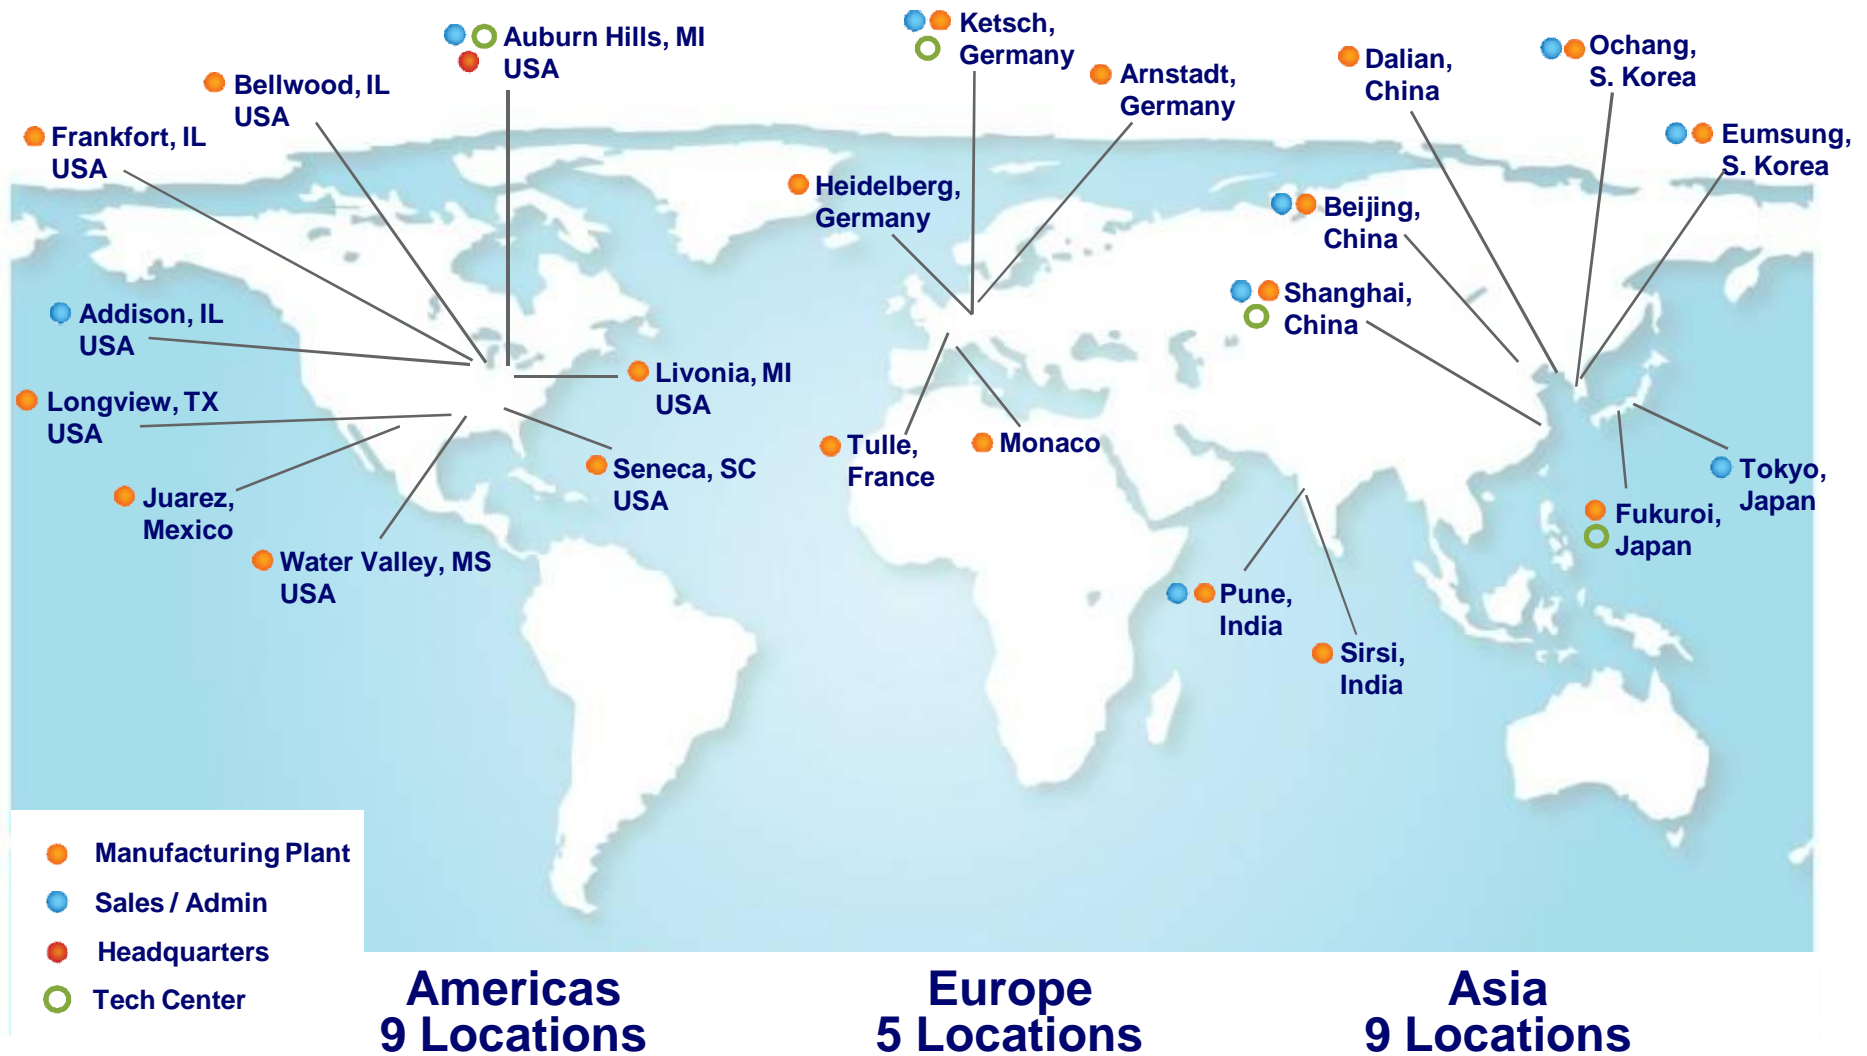 Auburn Hills, MI
USA
Ketsch,
Germany
Ochang,
S. Korea
Dalian,
China
Arnstadt,
Germany
Bellwood, IL
USA
Frankfort, IL
USA
Eumsung,
S. Korea
Heidelberg,
Germany
Beijing,
China
Shanghai,
China
Addison, IL
USA
Livonia, MI
USA
Longview, TX
USA
Tulle,
France
Monaco
Seneca, SC
USA
Tokyo,
Japan
Juarez,
Mexico
Fukuroi,
Japan
Water Valley, MS
USA
Pune,
India
Sirsi,
India
Manufacturing Plant
Sales / Admin
Headquarters
Tech Center
Americas
9 Locations
Europe
5 Locations
Asia
9 Locations